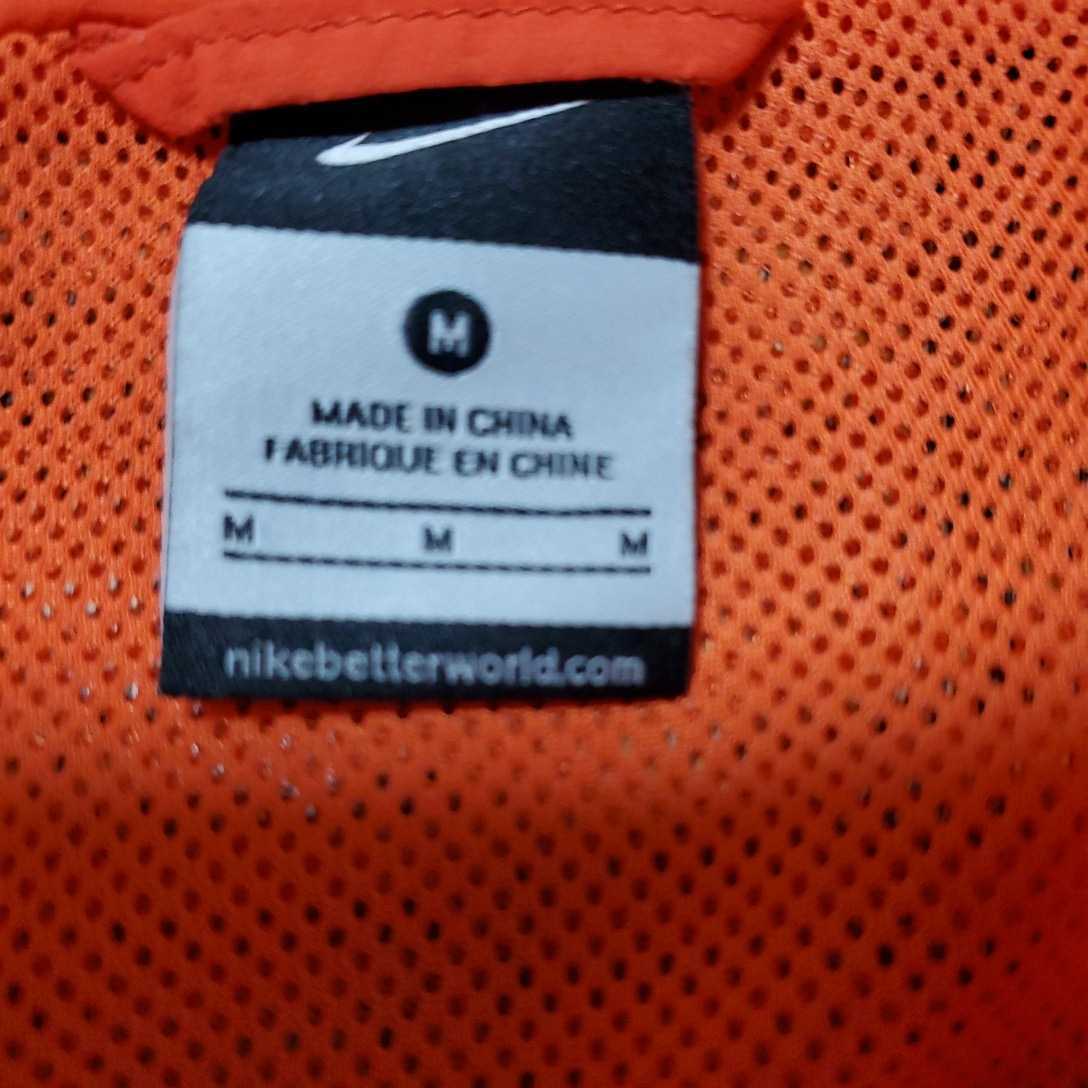 M
MADE IN CHINA
FABRIQUE EN CHINE
M M M
nikebetterworld.com